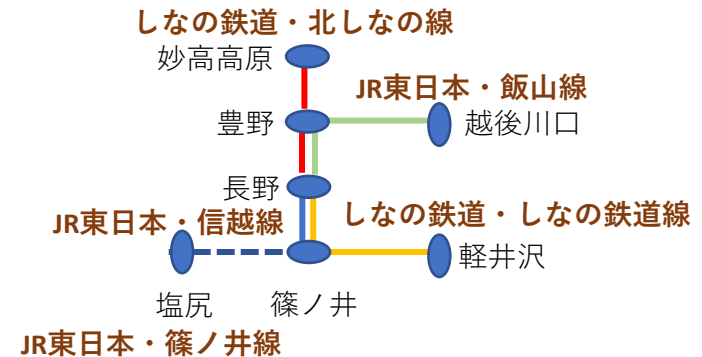 しなの鉄道・北しなの線
妙高高原
JR東日本・飯山線
豊野
越後川口
長野
JR東日本・信越線
しなの鉄道・しなの鉄道線
軽井沢
塩尻
篠ノ井
JR東日本・篠ノ井線